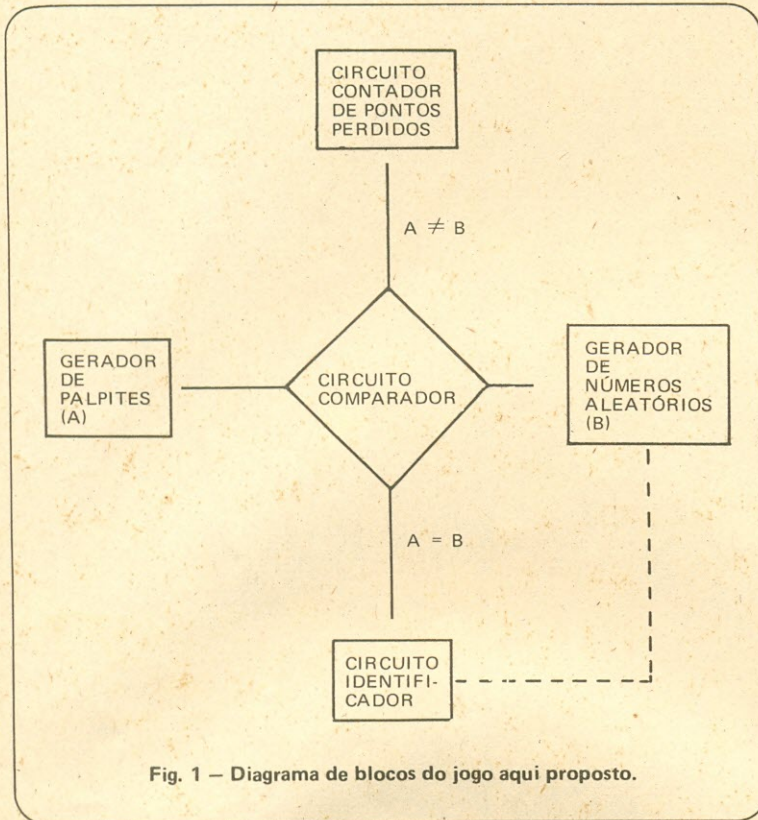 CIRCUITO
CONTADOR
DE PONTOS
PERDIDOS
A ≠ B
GERADOR
DE
PALPITES
(A)
CIRCUITO
COMPARADOR
GERADOR
DE
NÚMEROS
ALEATÓRIOS
(B)
A = B
CIRCUITO
IDENTIFI-
CADOR
Fig. 1 — Diagrama de blocos do jogo aqui proposto.